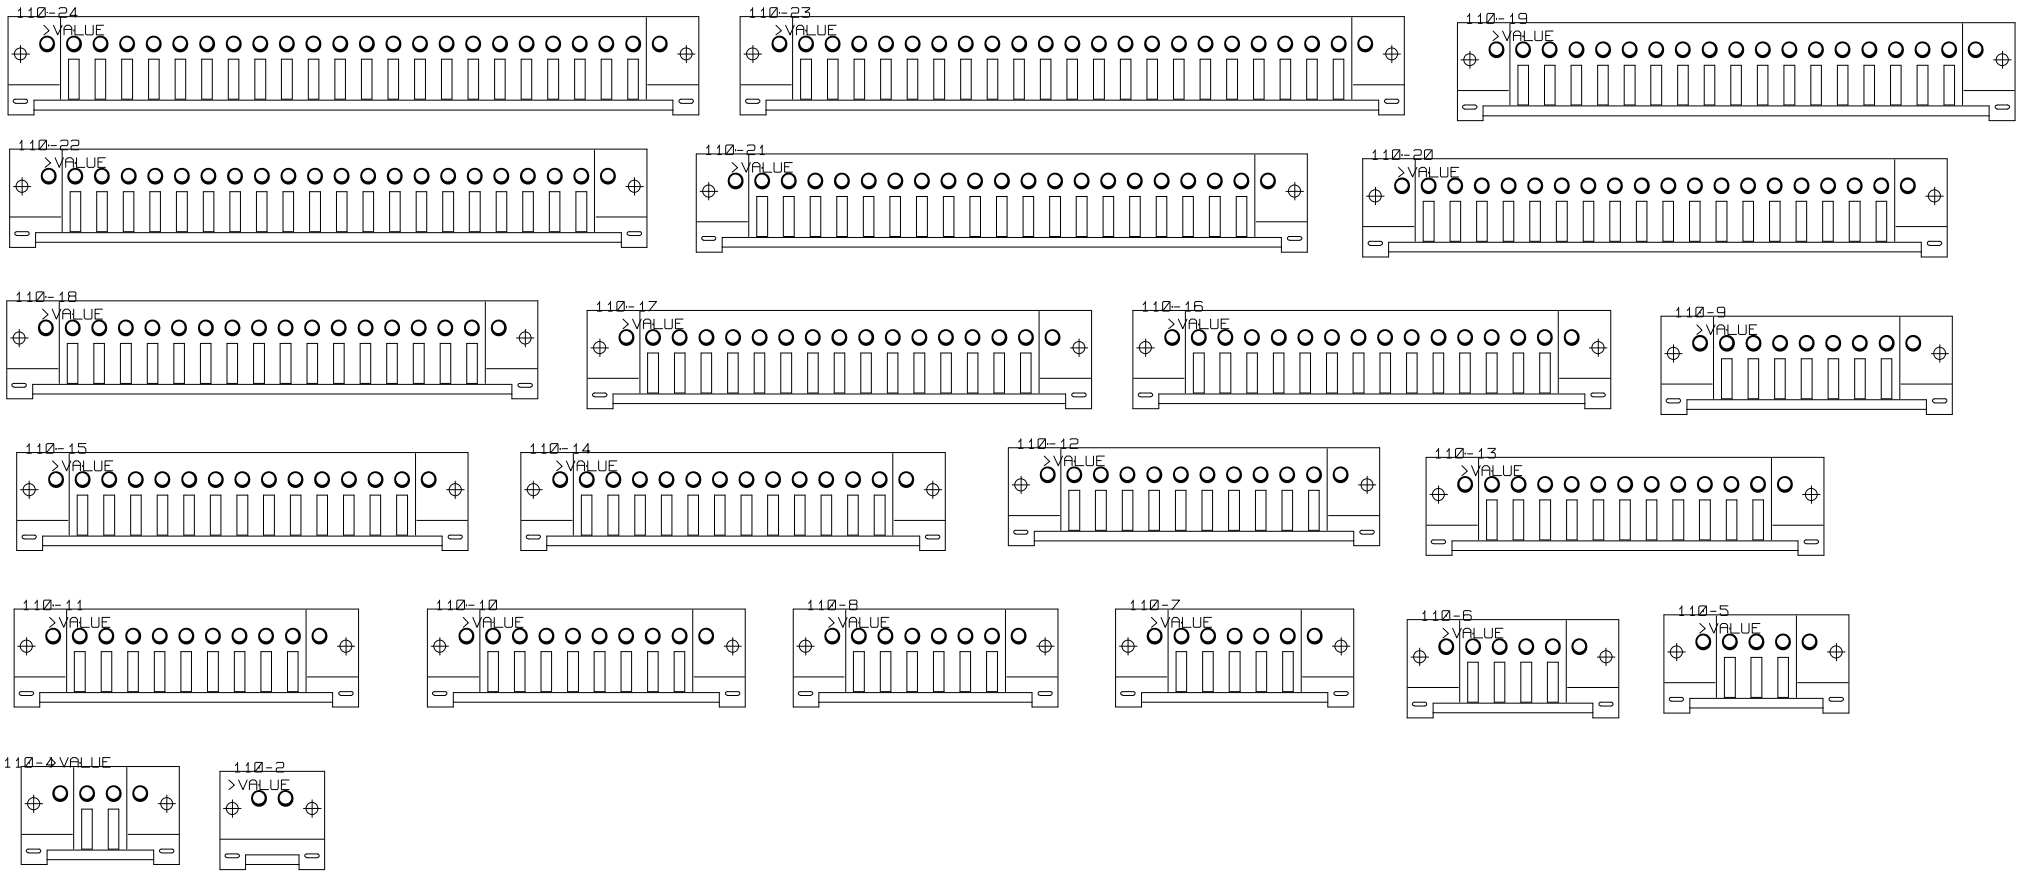 110-24
>VALUE
110-23
>VALUE
110-19
>VALUE
110-22
>VALUE
110-21
>VALUE
110-20
>VALUE
110-18
>VALUE
110-17
>VALUE
110-16
>VALUE
110-9
>VALUE
110-15
>VALUE
110-14
>VALUE
110-12
>VALUE
110-13
>VALUE
110-11
>VALUE
110-10
>VALUE
110-8
>VALUE
110-7
>VALUE
110-6
>VALUE
110-5
>VALUE
110-4
>VALUE
110-2
>VALUE